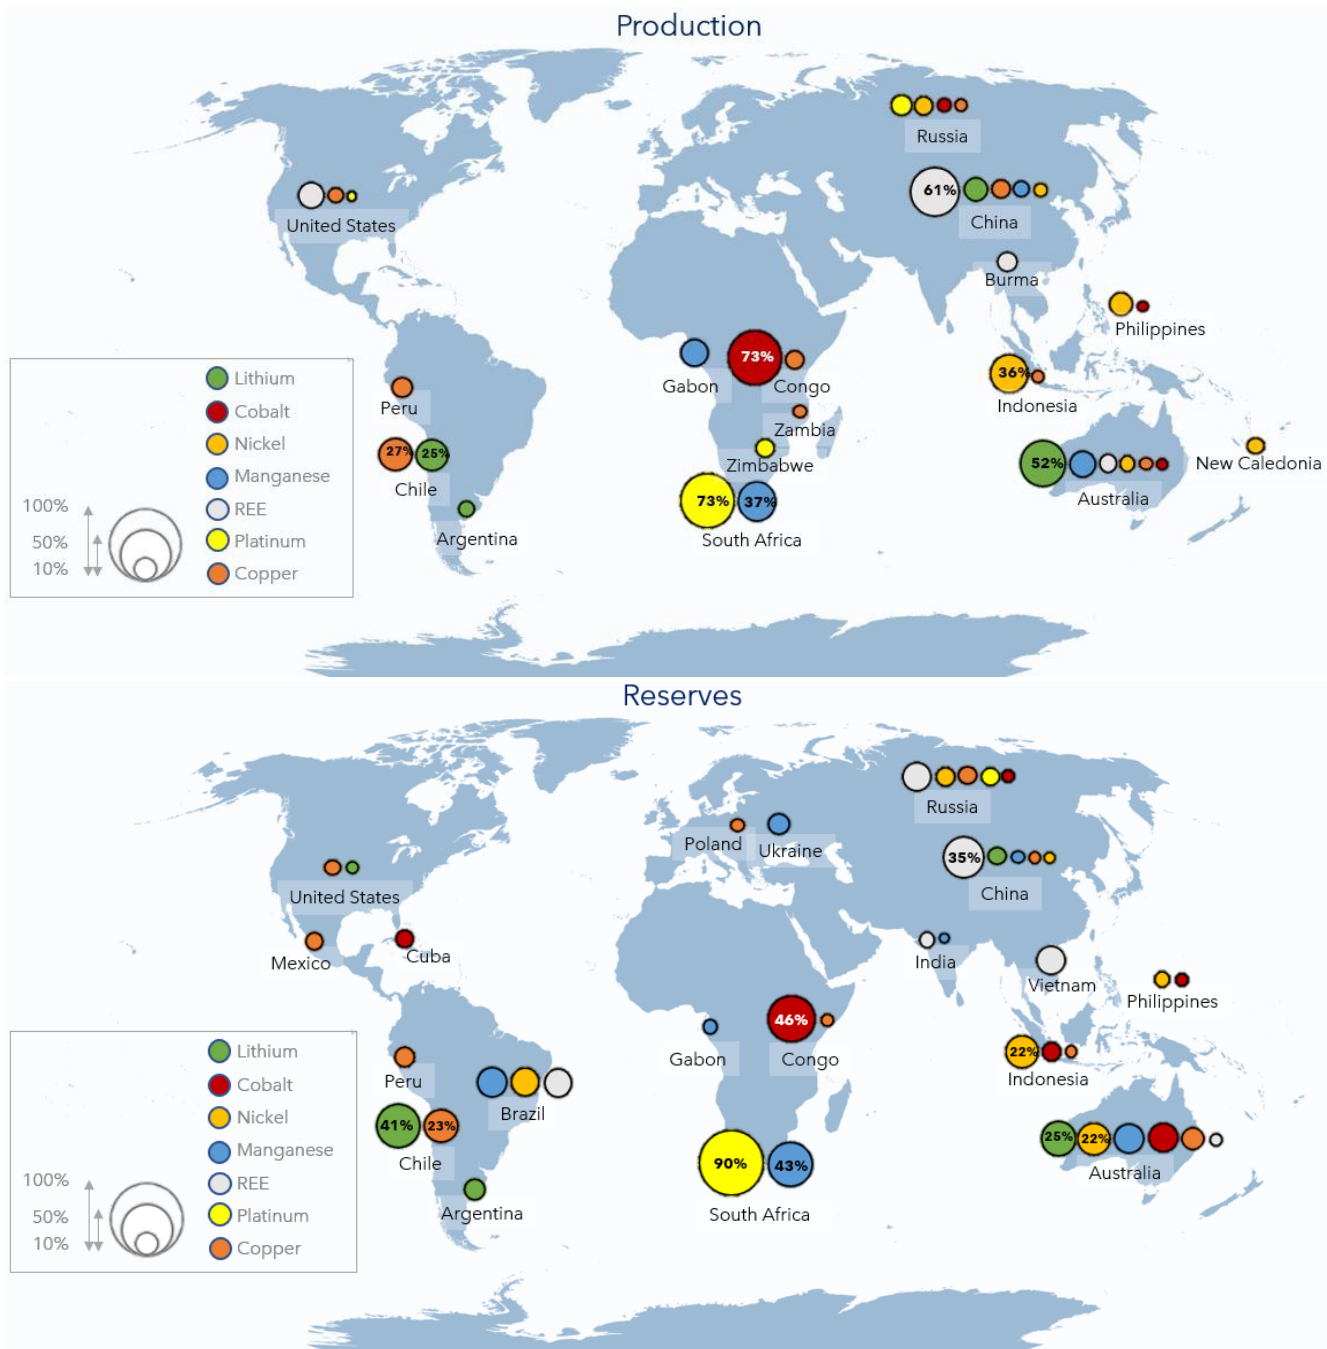 Production
Russia
United States
61%
China
Burma
Philippines
73%
Gabon
Congo
36%
Indonesia
Peru
Zambia
27%
25%
Chile
Zimbabwe
52%
New Caledonia
Australia
73%
37%
South Africa
Argentina
Lithium
Cobalt
Nickel
Manganese
REE
Platinum
Copper
100%
50%
10%
Reserves
Russia
Poland
Ukraine
35%
China
United States
Mexico
Cuba
India
Vietnam
Philippines
46%
Gabon
Congo
22%
Indonesia
Peru
Brazil
41%
23%
Chile
25%
22%
Australia
90%
43%
South Africa
Argentina
Lithium
Cobalt
Nickel
Manganese
REE
Platinum
Copper
100%
50%
10%